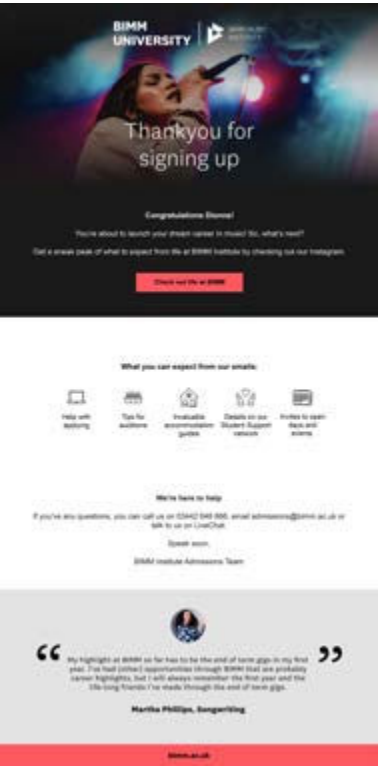 BIMM
UNIVERSITY
INSTITUTE
Thankyou for
signing up
Congratulations Dionne!
You're about to launch your dream career in music! So, what's next?
Get a sneak peak of what to expect from life at BIMM Institute by checking out our Instagram.
Check out life at BIMM
What you can expect from our emails:
Help with
applying
Tips for
auditions
Invaluable
accommodation
guides
Details on our
Student Support
network
Invites to open
days and
events
We're here to help
If you've any questions, you can call us on email admissions@bimm.ac.uk or
talk to us on LiveChat.
Speak soon,
BIMM Institute Admissions Team
“ ”
My highlight at BIMM so far has to be the end of term gigs in my first
year. I've had (other) opportunities through BIMM that are probably
career highlights, but I will always remember the first year and the
life-long friends I've made through the end of term gigs.
Martha Phillips, Songwriting
bimm.ac.uk